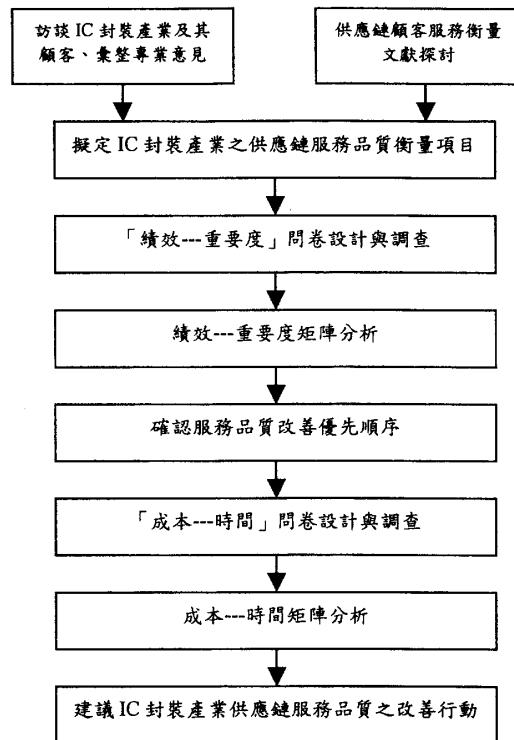 訪談 IC 封裝產業及其
顧客、彙整專業意見
供應鏈顧客服務衡量
文獻探討
擬定 IC 封裝產業之供應鏈服務品質衡量項目
「績效---重要度」問卷設計與調查
績效---重要度矩陣分析
確認服務品質改善優先順序
「成本---時間」問卷設計與調查
成本---時間矩陣分析
建議 IC 封裝產業供應鏈服務品質之改善行動